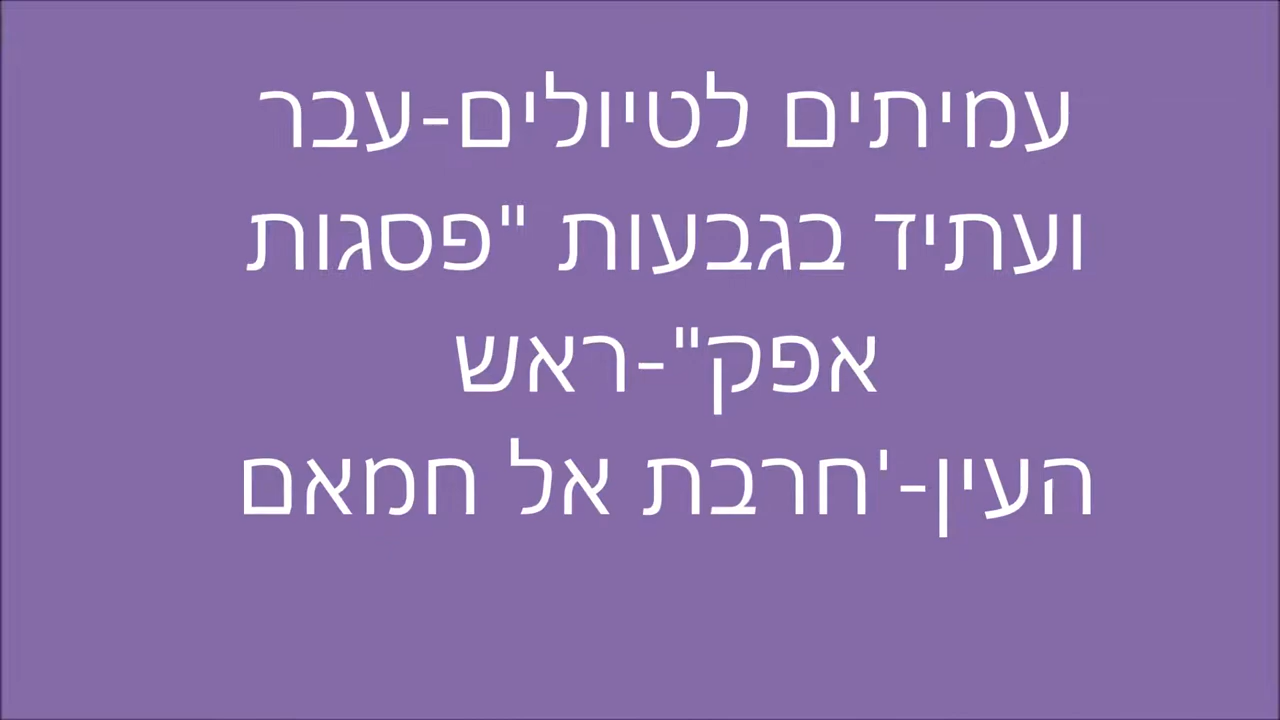 עמיתים לטיולים-עבר
ועתיד בגבעות "פסגות
אפק"-ראש
העין-'חרבת אל חמאם